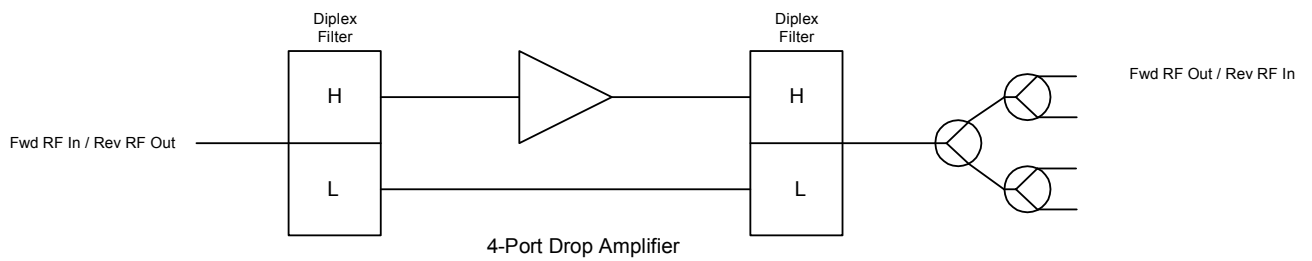 Diplex
Filter
Diplex
Filter
H
H
Fwd RF Out / Rev RF In
Fwd RF In / Rev RF Out
L
L
4-Port Drop Amplifier